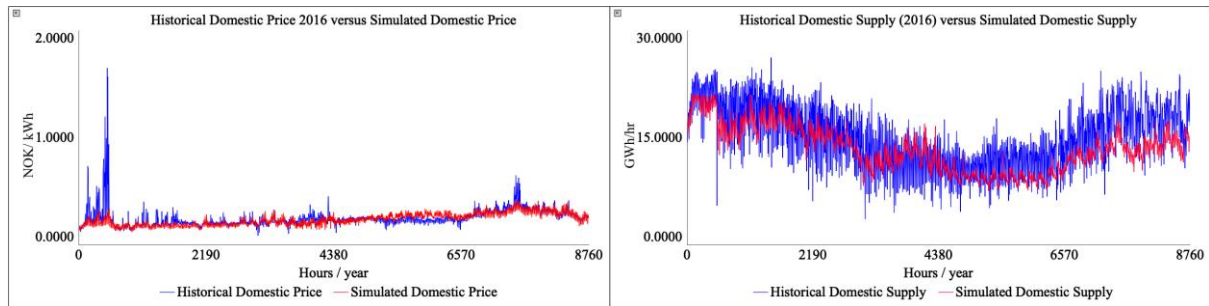 Historical Domestic Price 2016 versus Simulated Domestic Price
2.0000
1.0000
0.0000
NOK/ kWh
0
2190
4380
6570
8760
Hours / year
Historical Domestic Price
Simulated Domestic Price
Historical Domestic Supply (2016) versus Simulated Domestic Supply
30.0000
15.0000
0.0000
GWh/hr
0
2190
4380
6570
8760
Hours / year
Historical Domestic Supply
Simulated Domestic Supply